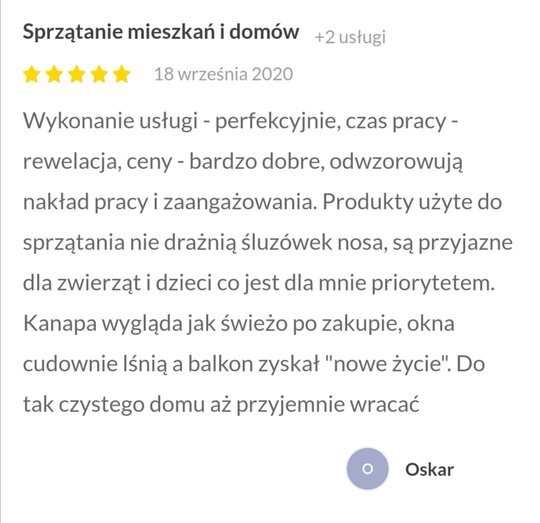 Sprzątanie mieszkań i domów +2 usługi
18 września 2020
Wykonanie usługi - perfekcyjnie, czas pracy -
rewelacja, ceny - bardzo dobre, odwzorowują
nakład pracy i zaangażowania. Produkty użyte do
sprzątania nie drażnią śluzówek nosa, są przyjazne
dla zwierząt i dzieci co jest dla mnie priorytetem.
Kanapa wygląda jak świeżo po zakupie, okna
cudownie lśnią a balkon zyskał "nowe życie". Do
tak czystego domu aż przyjemnie wracać
O Oskar